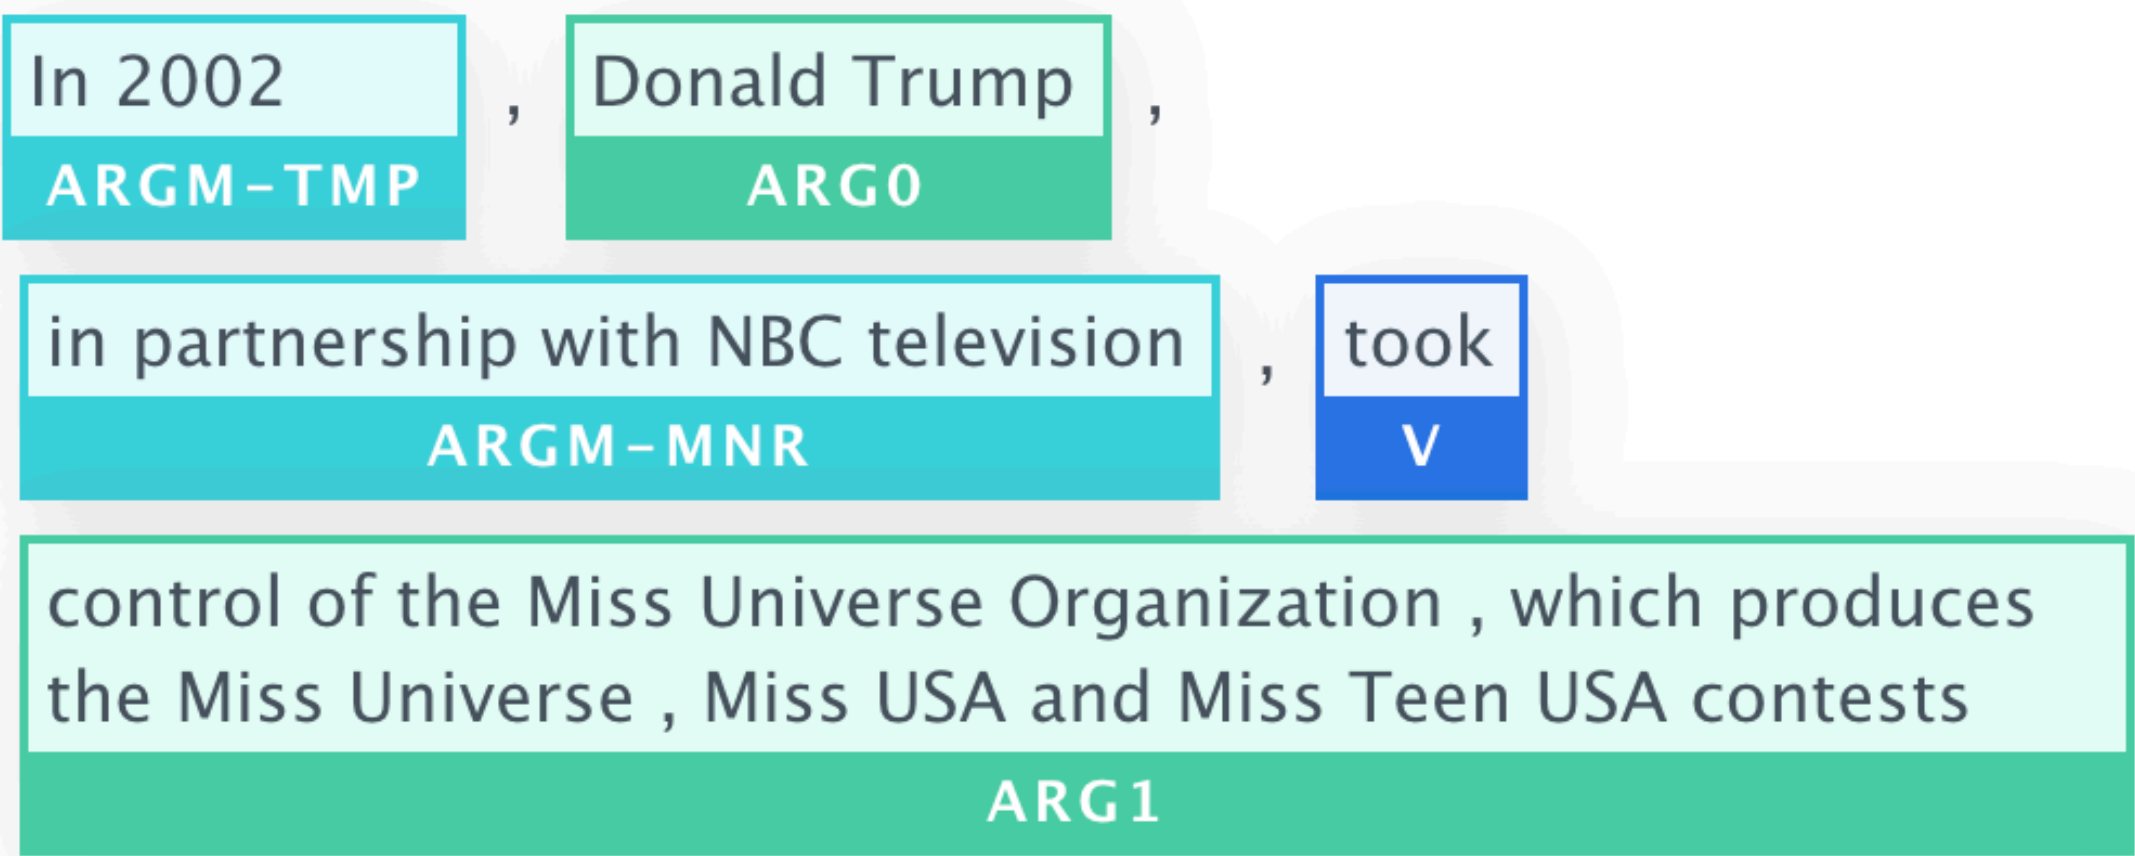 In 2002 , Donald Trump ,
ARGM-TMP ARG0
in partnership with NBC television , took
ARGM-MNR V
control of the Miss Universe Organization , which produces
the Miss Universe , Miss USA and Miss Teen USA contests
ARG1